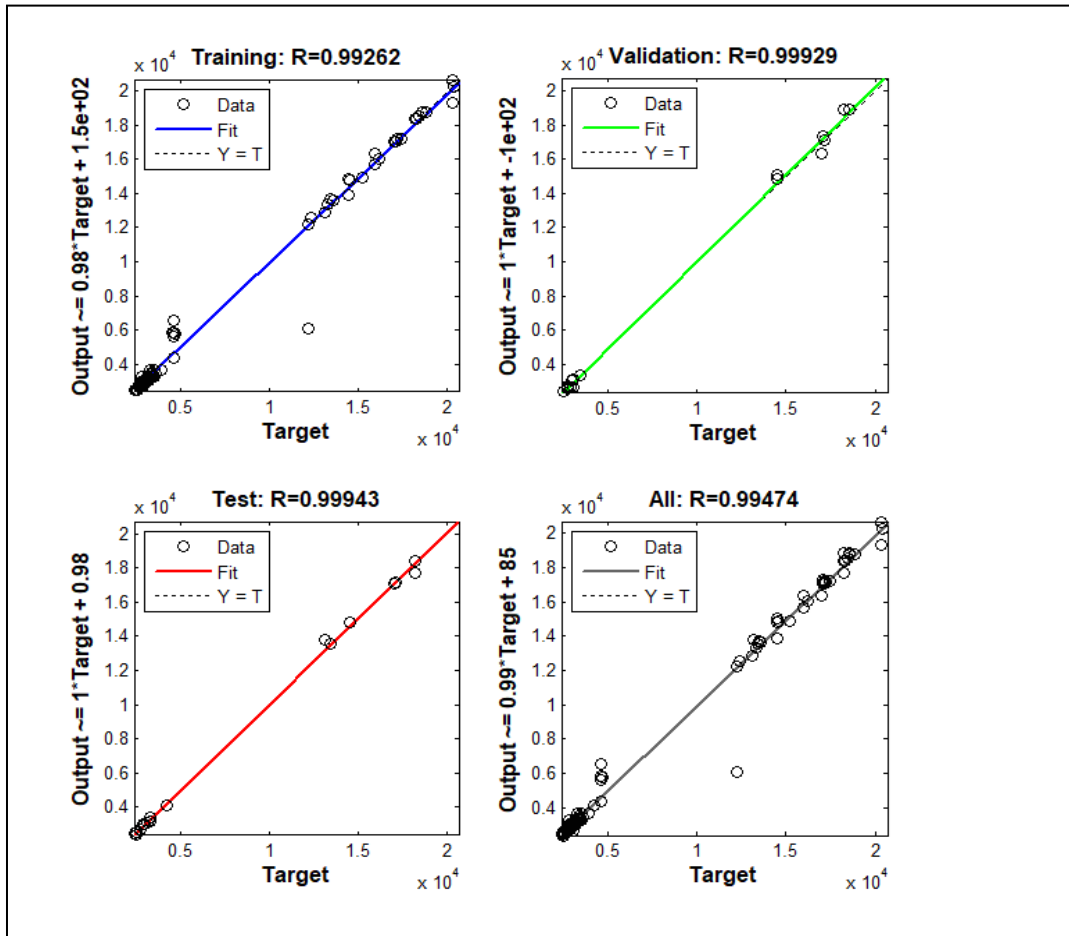 x 10^4
Training: R=0.99262
Output ~= 0.98*Target + 1.5e+02
2
1.8
1.6
1.4
1.2
1
0.8
0.6
0.4
Data
Fit
Y = T
0.5 1 1.5 2
Target
x 10^4
x 10^4
Validation: R=0.99929
Output ~= 1*Target + -1e+02
2
1.8
1.6
1.4
1.2
1
0.8
0.6
0.4
Data
Fit
Y = T
0.5 1 1.5 2
Target
x 10^4
x 10^4
Test: R=0.99943
Output ~= 1*Target + 0.98
2
1.8
1.6
1.4
1.2
1
0.8
0.6
0.4
Data
Fit
Y = T
0.5 1 1.5 2
Target
x 10^4
x 10^4
All: R=0.99474
Output ~= 0.99*Target + 85
2
1.8
1.6
1.4
1.2
1
0.8
0.6
0.4
Data
Fit
Y = T
0.5 1 1.5 2
Target
x 10^4